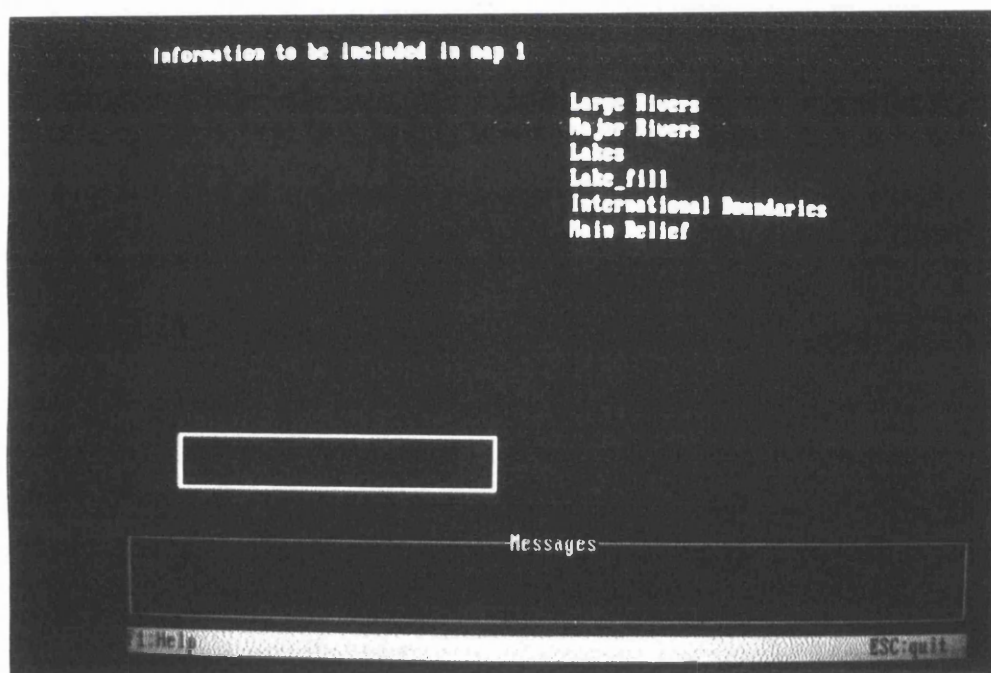 Information to be included in map 1
Large Rivers
Major Rivers
Lakes
Lake_fill
International Boundaries
Main Relief
Messages
1:Help
ESC:quit